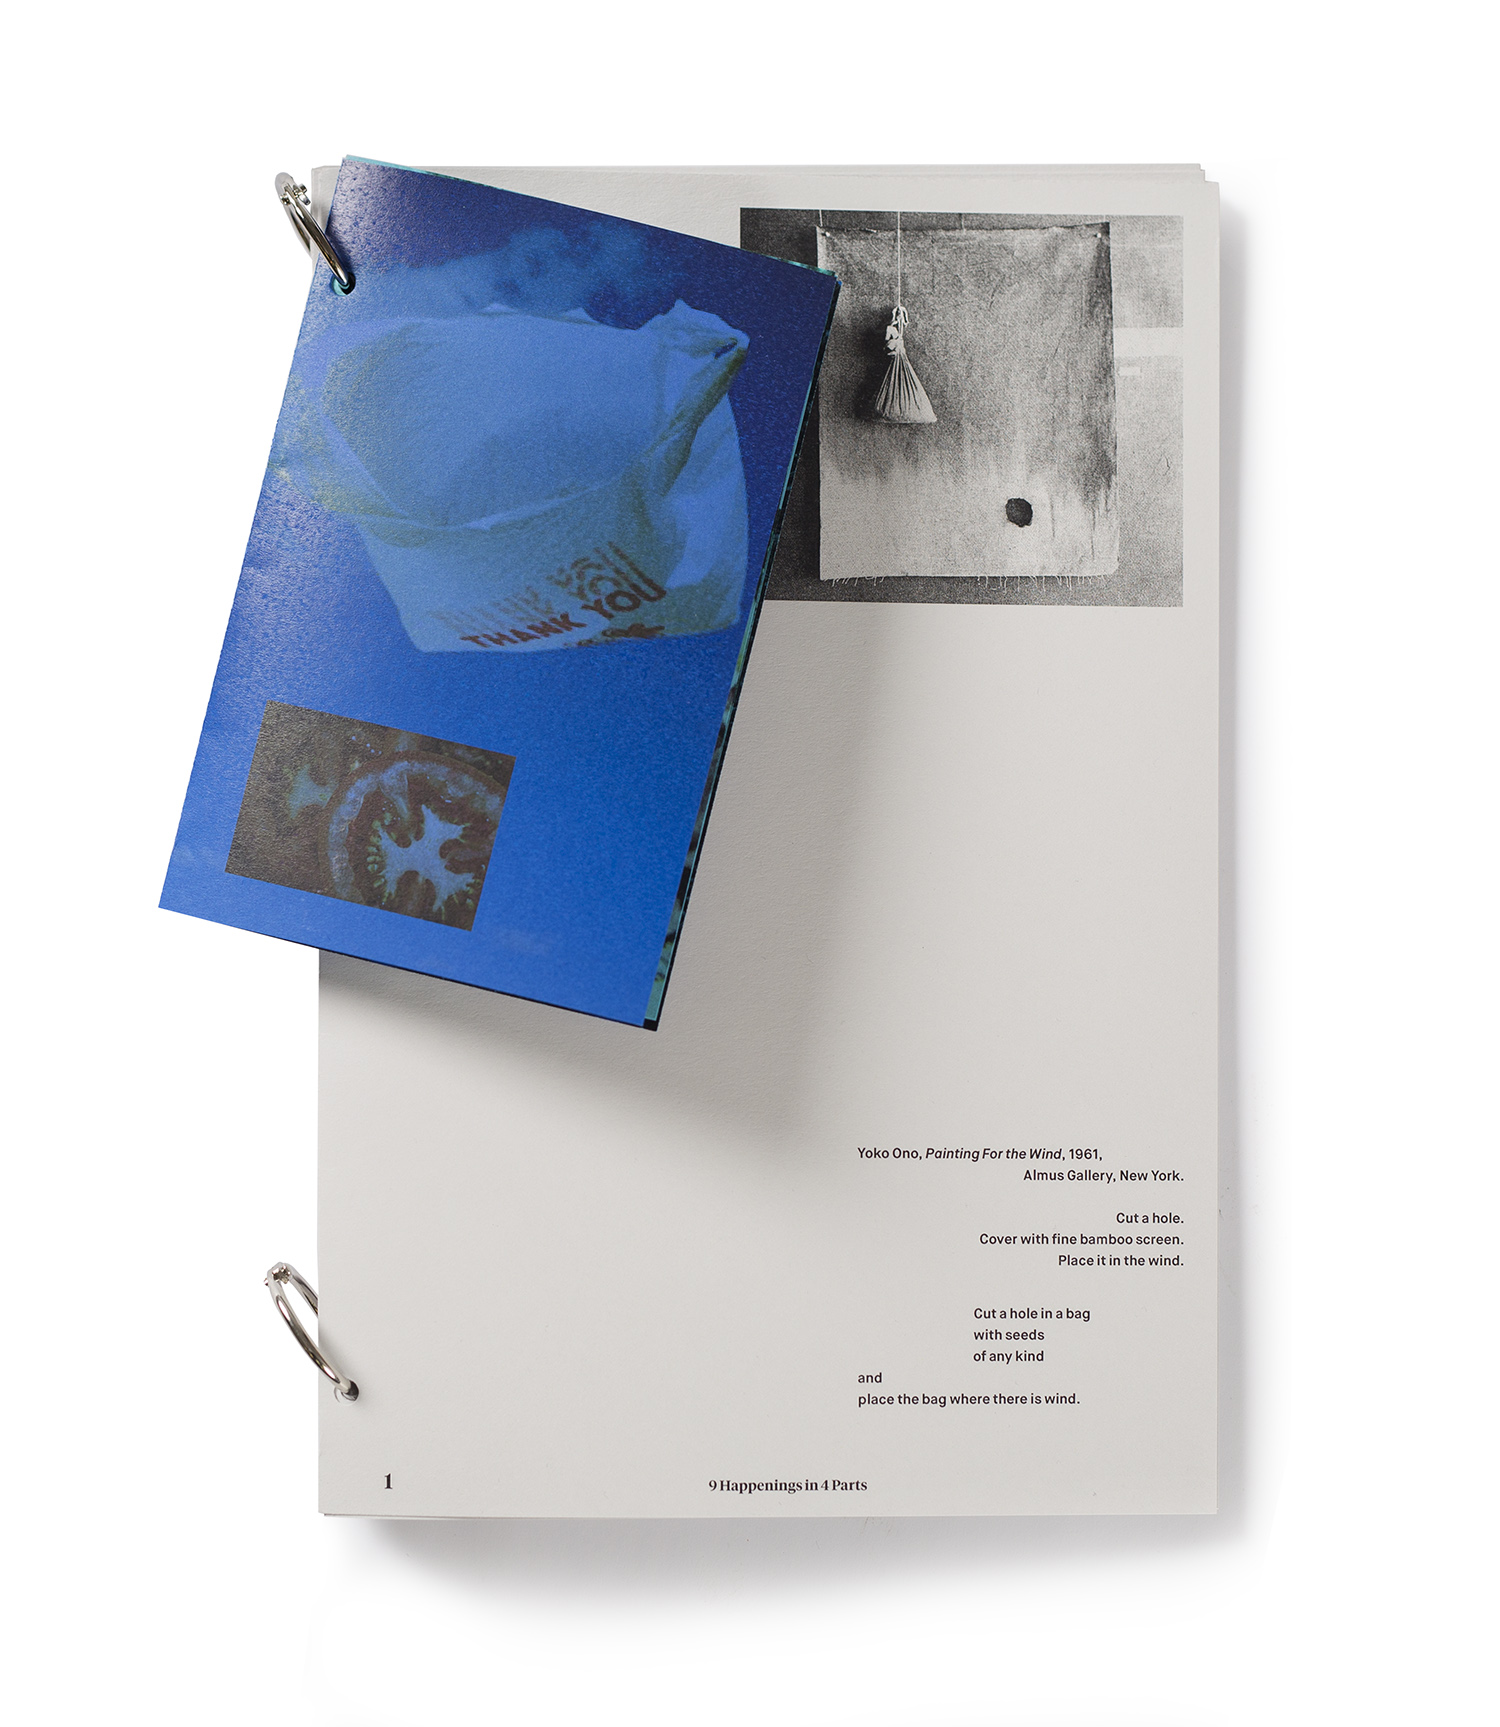 THANK YOU
Yoko Ono, Painting For the Wind, 1961,
Almus Gallery, New York.
Cut a hole.
Cover with fine bamboo screen.
Place it in the wind.
Cut a hole in a bag
with seeds
of any kind
and
place the bag where there is wind.
1
9 Happenings in 4 Parts